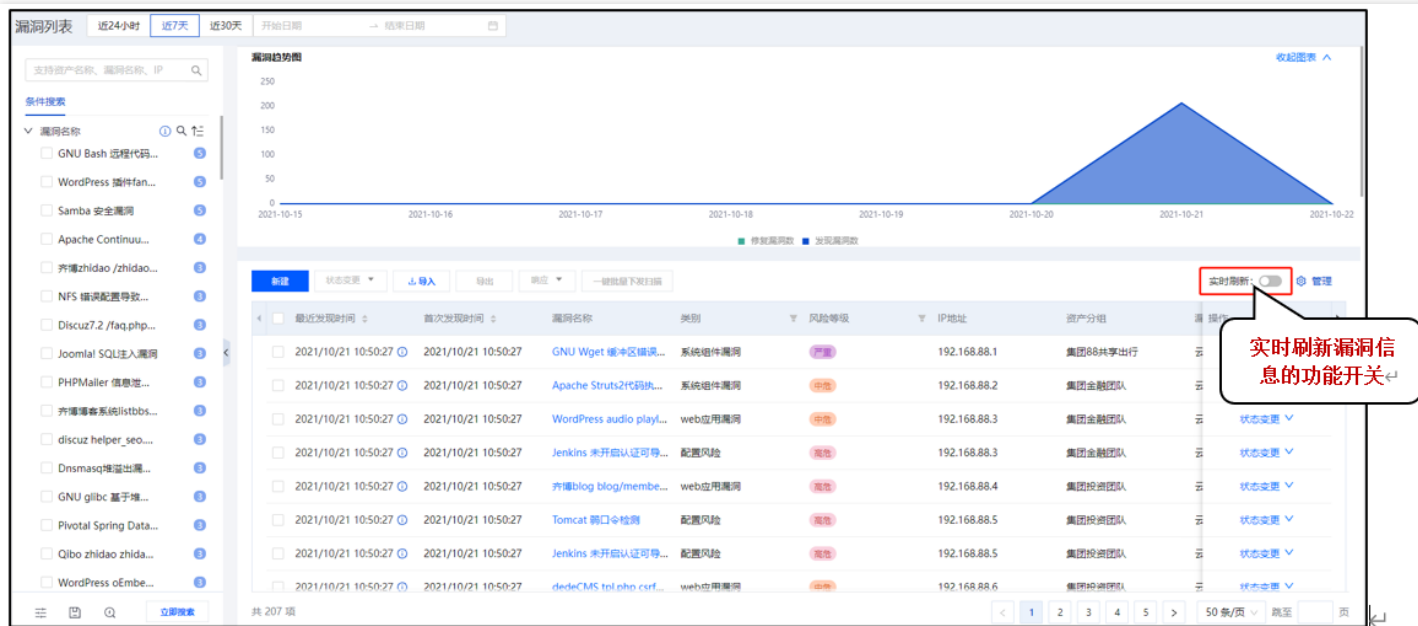 漏洞列表 近24小时 近7天 近30天 开始日期 → 结束日期
支持资产名称、漏洞名称、IP
条件搜索
漏洞名称
GNU Bash 远程代码... 5
WordPress 插件fan... 5
Samba 安全漏洞 5
Apache Continuu... 4
齐博zhidao /zhidao... 3
NFS 错误配置导致... 3
Discuz7.2 /faq.php... 3
Joomla! SQL注入漏洞 3
PHPMailer 信息泄... 3
齐博博客系统listbbs... 3
discuz helper_seo.... 3
Dnsmasq堆溢出漏... 3
GNU glibc 基于堆... 3
Pivotal Spring Data... 3
Qibo zhidao zhida... 3
WordPress oEmbe... 3
立即搜索
漏洞趋势图 收起图表
250
200
150
100
50
0
2021-10-15 2021-10-16 2021-10-17 2021-10-18 2021-10-19 2021-10-20 2021-10-21 2021-10-22
修复漏洞数 发现漏洞数
新建 状态变更 导入 导出 响应 一键批量下发扫描 实时刷新: 管理
最近发现时间 首次发现时间 漏洞名称 类别 风险等级 IP地址 资产分组 漏 操作
2021/10/21 10:50:27 2021/10/21 10:50:27 GNU Wget 缓冲区错误... 系统组件漏洞 严重 192.168.88.1 集团88共享出行 云
2021/10/21 10:50:27 2021/10/21 10:50:27 Apache Struts2代码执... 系统组件漏洞 中危 192.168.88.2 集团金融团队 云
2021/10/21 10:50:27 2021/10/21 10:50:27 WordPress audio playl... web应用漏洞 中危 192.168.88.3 集团金融团队 云 状态变更
2021/10/21 10:50:27 2021/10/21 10:50:27 Jenkins 未开启认证可导... 配置风险 高危 192.168.88.3 集团金融团队 云 状态变更
2021/10/21 10:50:27 2021/10/21 10:50:27 齐博blog blog/membe... web应用漏洞 高危 192.168.88.4 集团投资团队 云 状态变更
2021/10/21 10:50:27 2021/10/21 10:50:27 Tomcat 弱口令检测 配置风险 高危 192.168.88.5 集团投资团队 云 状态变更
2021/10/21 10:50:27 2021/10/21 10:50:27 Jenkins 未开启认证可导... 配置风险 高危 192.168.88.5 集团投资团队 云 状态变更
2021/10/21 10:50:27 2021/10/21 10:50:27 dedeCMS tpl.php csrf... web应用漏洞 中危 192.168.88.6 集团投资团队 云 状态变更
共 207 项 < 1 2 3 4 5 > 50 条/页 跳至 页
实时刷新漏洞信
息的功能开关